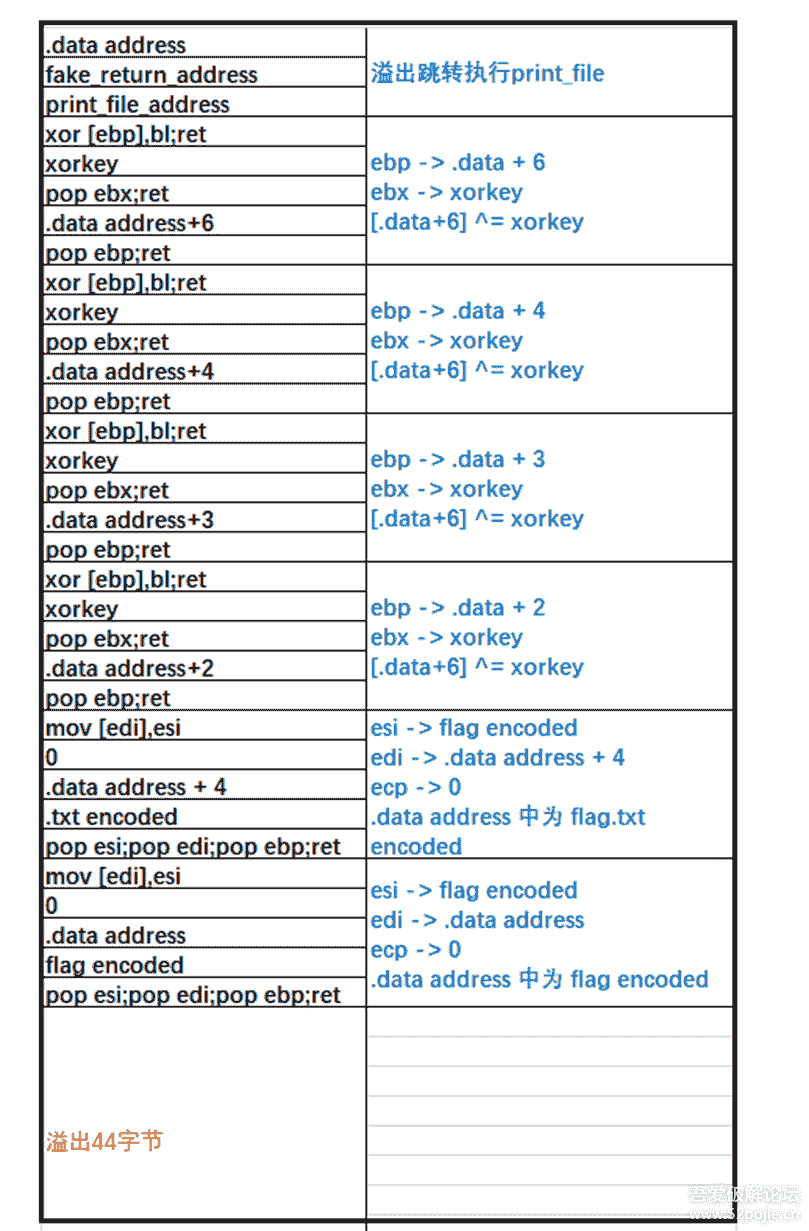 .data address
fake_return_address
print_file_address
溢出跳转执行print_file
xor [ebp],bl;ret
xorkey
pop ebx;ret
.data address+6
pop ebp;ret
ebp -> .data + 6
ebx -> xorkey
[.data+6] ^= xorkey
xor [ebp],bl;ret
xorkey
pop ebx;ret
.data address+4
pop ebp;ret
ebp -> .data + 4
ebx -> xorkey
[.data+6] ^= xorkey
xor [ebp],bl;ret
xorkey
pop ebx;ret
.data address+3
pop ebp;ret
ebp -> .data + 3
ebx -> xorkey
[.data+6] ^= xorkey
xor [ebp],bl;ret
xorkey
pop ebx;ret
.data address+2
pop ebp;ret
ebp -> .data + 2
ebx -> xorkey
[.data+6] ^= xorkey
mov [edi],esi
0
.data address + 4
.txt encoded
pop esi;pop edi;pop ebp;ret
esi -> flag encoded
edi -> .data address + 4
ecp -> 0
.data address 中为 flag.txt
encoded
mov [edi],esi
0
.data address
flag encoded
pop esi;pop edi;pop ebp;ret
esi -> flag encoded
edi -> .data address
ecp -> 0
.data address 中为 flag encoded
溢出44字节
吾爱破解论坛
www.52pojie.cn